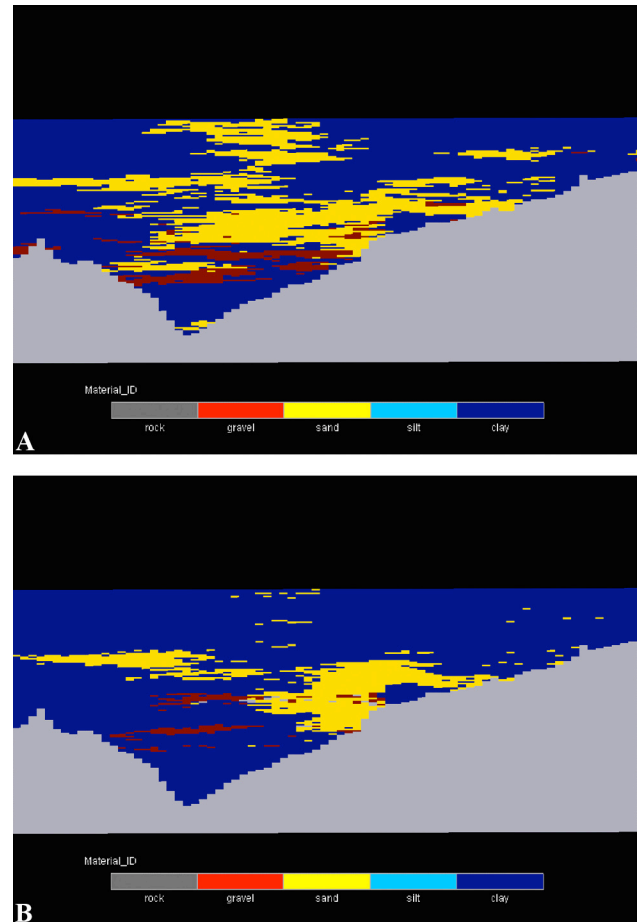 Material_ID
rock gravel sand silt clay
A
Material_ID
rock gravel sand silt clay
B